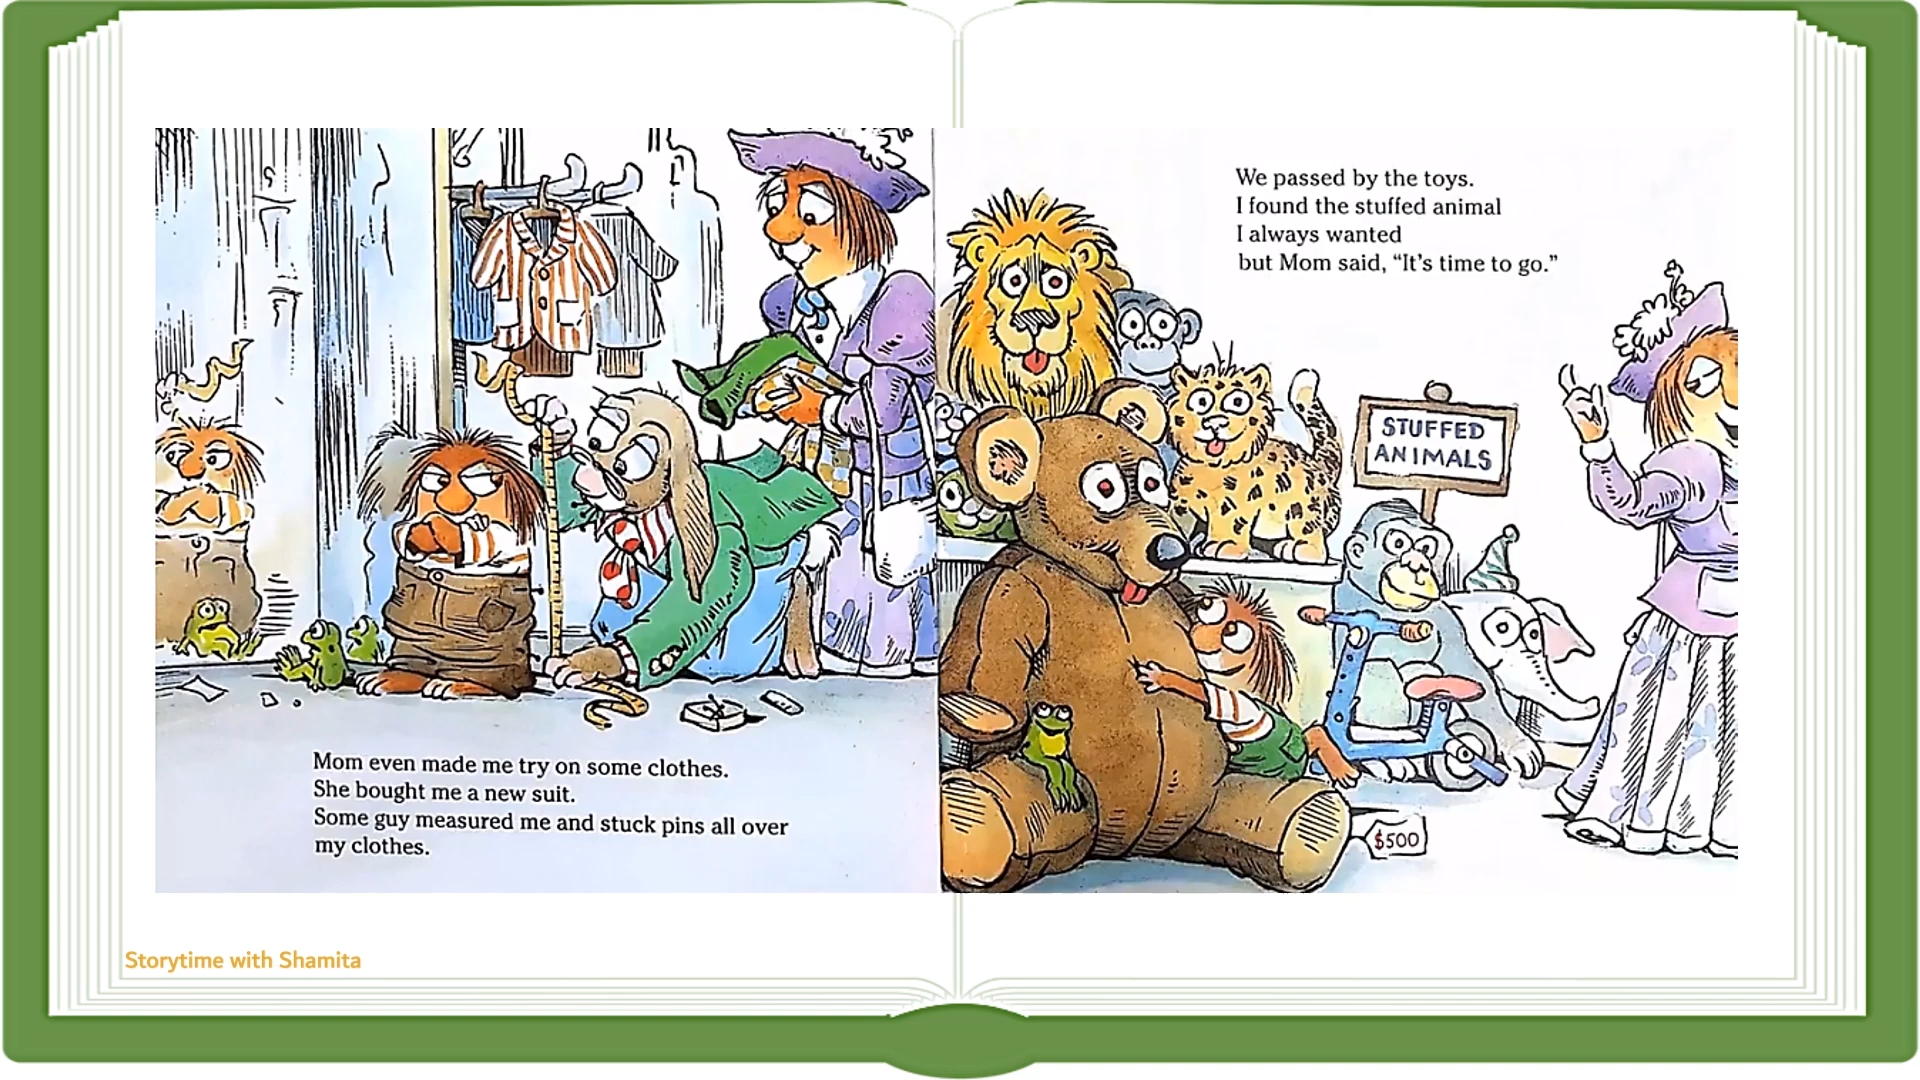 Mom even made me try on some clothes.
She bought me a new suit.
Some guy measured me and stuck pins all over
my clothes.
We passed by the toys.
I found the stuffed animal
I always wanted
but Mom said, “It’s time to go.”
STUFFED
ANIMALS
$500
Storytime with Shamita